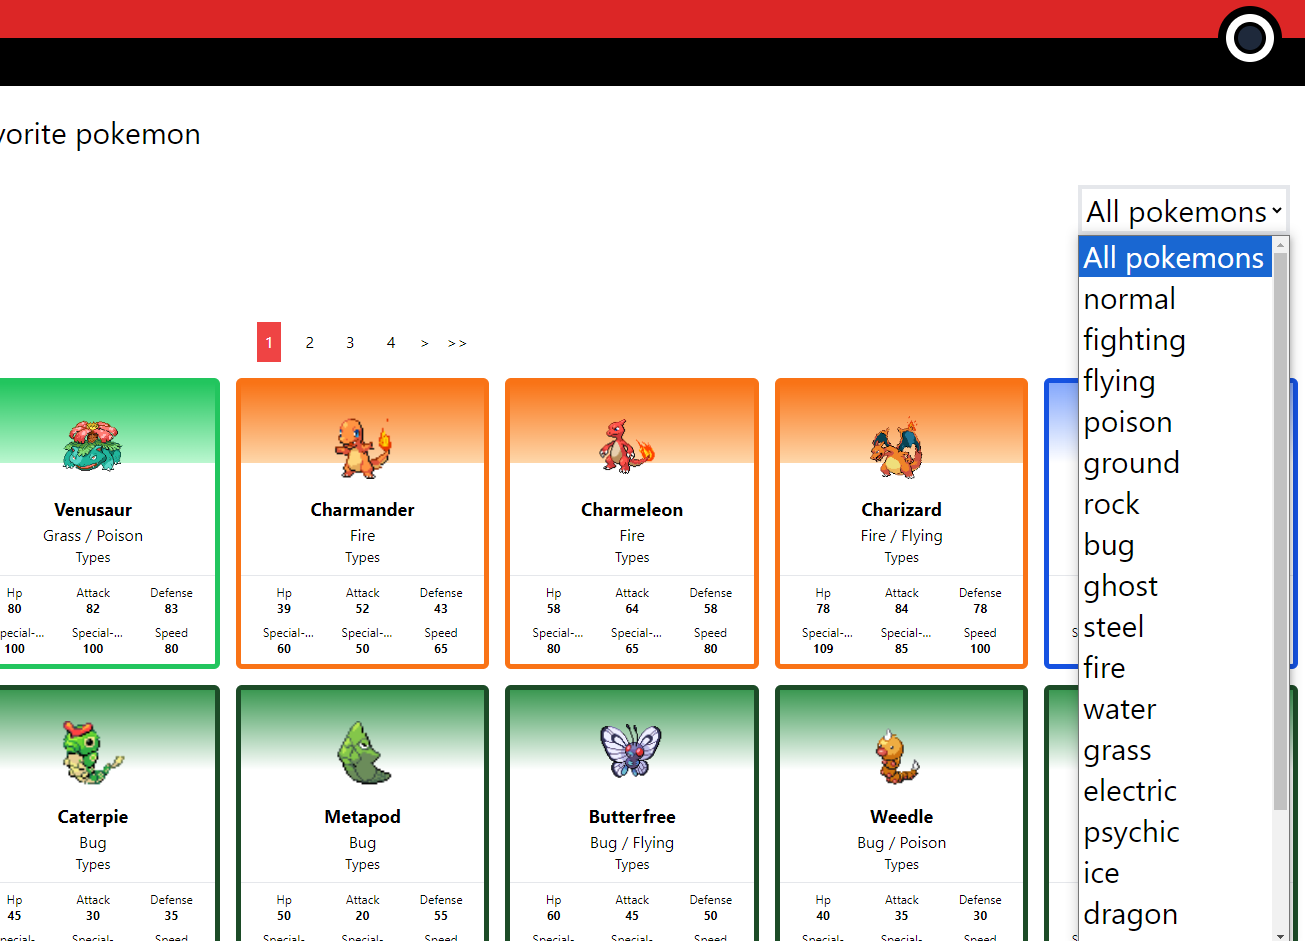 vorite pokemon
All pokemons
All pokemons
normal
fighting
flying
poison
ground
rock
bug
ghost
steel
fire
water
grass
electric
psychic
ice
dragon
1 2 3 4 > >>
Venusaur
Grass / Poison
Types
Hp Attack Defense
80 82 83
pecial-... Special-... Speed
100 100 80
Charmander
Fire
Types
Hp Attack Defense
39 52 43
Special-... Special-... Speed
60 50 65
Charmeleon
Fire
Types
Hp Attack Defense
58 64 58
Special-... Special-... Speed
80 65 80
Charizard
Fire / Flying
Types
Hp Attack Defense
78 84 78
Special-... Special-... Speed
109 85 100
S
Caterpie
Bug
Types
Hp Attack Defense
45 30 35
Special- Special- Speed
Metapod
Bug
Types
Hp Attack Defense
50 20 55
Special- Special- Speed
Butterfree
Bug / Flying
Types
Hp Attack Defense
60 45 50
Special- Special- Speed
Weedle
Bug / Poison
Types
Hp Attack Defense
40 35 30
Special- Special- Speed